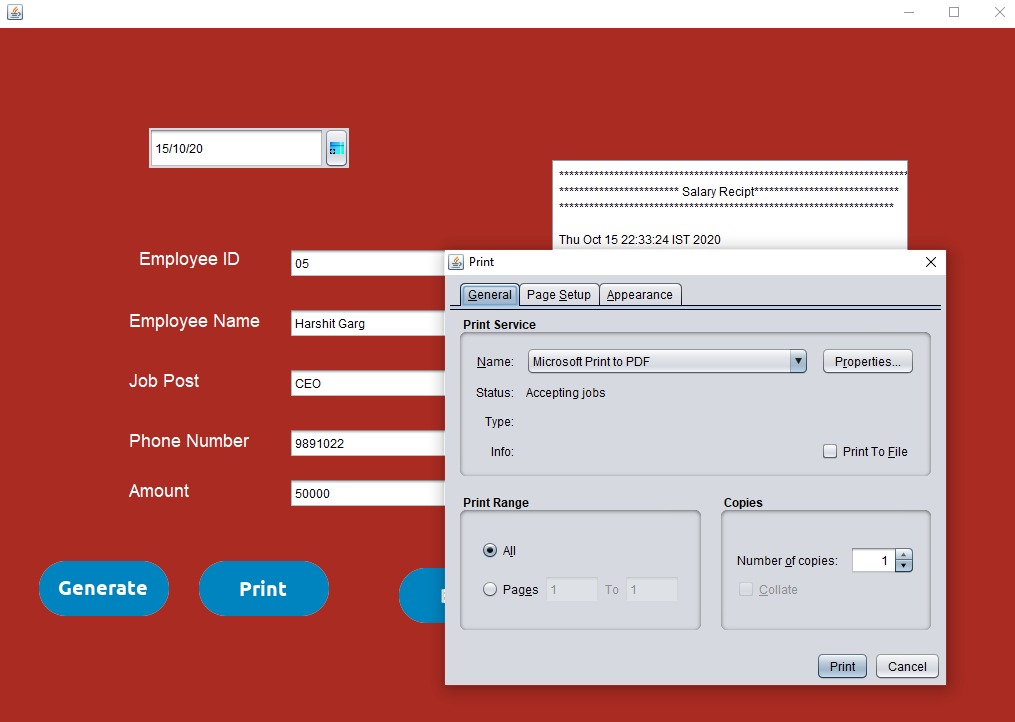 15/10/20
**********************************************************************
************************ Salary Recipt*****************************
*******************************************************************
Thu Oct 15 22:33:24 IST 2020
Employee ID
05
Employee Name
Harshit Garg
Job Post
CEO
Phone Number
9891022
Amount
50000
Generate
Print
Print
General
Page Setup
Appearance
Print Service
Name:
Microsoft Print to PDF
Properties...
Status:
Accepting jobs
Type:
Info:
Print To File
Print Range
All
Pages 1 To 1
Copies
Number of copies: 1
Collate
Print
Cancel